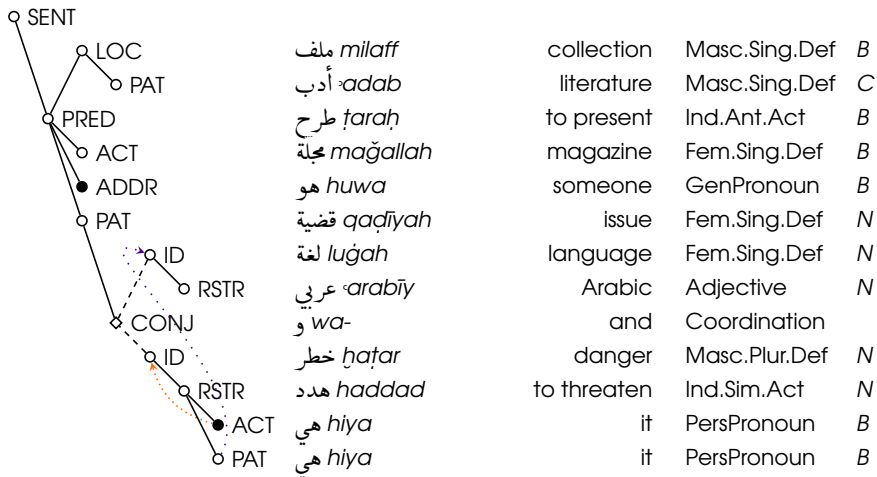 SENT
LOC ملف milaff collection Masc.Sing.Def B
PAT أدب ʾadab literature Masc.Sing.Def C
PRED طرح ṭaraḥ to present Ind.Ant.Act B
ACT مجلة maǧallah magazine Fem.Sing.Def B
ADDR هو huwa someone GenPronoun B
PAT قضية qaḍīyah issue Fem.Sing.Def N
ID لغة luġah language Fem.Sing.Def N
RSTR عربي ʿarabīy Arabic Adjective N
CONJ و wa- and Coordination
ID خطر ḫaṭar danger Masc.Plur.Def N
RSTR هدد haddad to threaten Ind.Sim.Act N
ACT هي hiya it PersPronoun B
PAT هي hiya it PersPronoun B